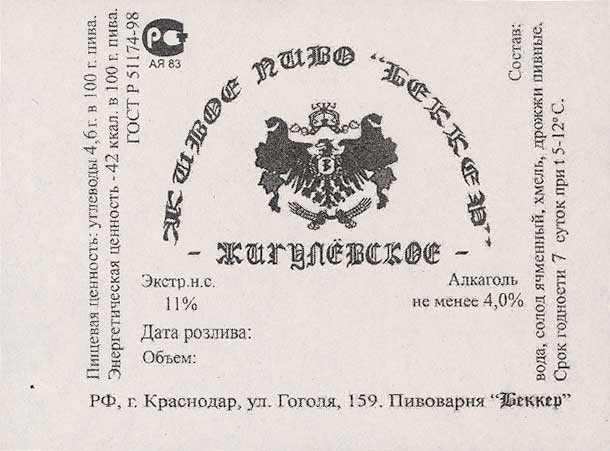 Пищевая ценность: углеводы 4,6 г. в 100 г. пива.
Энергетическая ценность - 42 ккал. в 100 г. пива.
ГОСТ Р 51174-98
РС
АЯ 83
ЖИВОЕ ПИВО "БЕККЕР"
Б
- ЖИГУЛЁВСКОЕ -
Экстр.н.с.
11%
Алкаголь
не менее 4,0%
Дата розлива:
Объем:
Состав:
вода, солод ячменный, хмель, дрожжи пивные.
Срок годности 7 суток при t 5-12° С.
РФ, г. Краснодар, ул. Гоголя, 159. Пивоварня "Беккер"